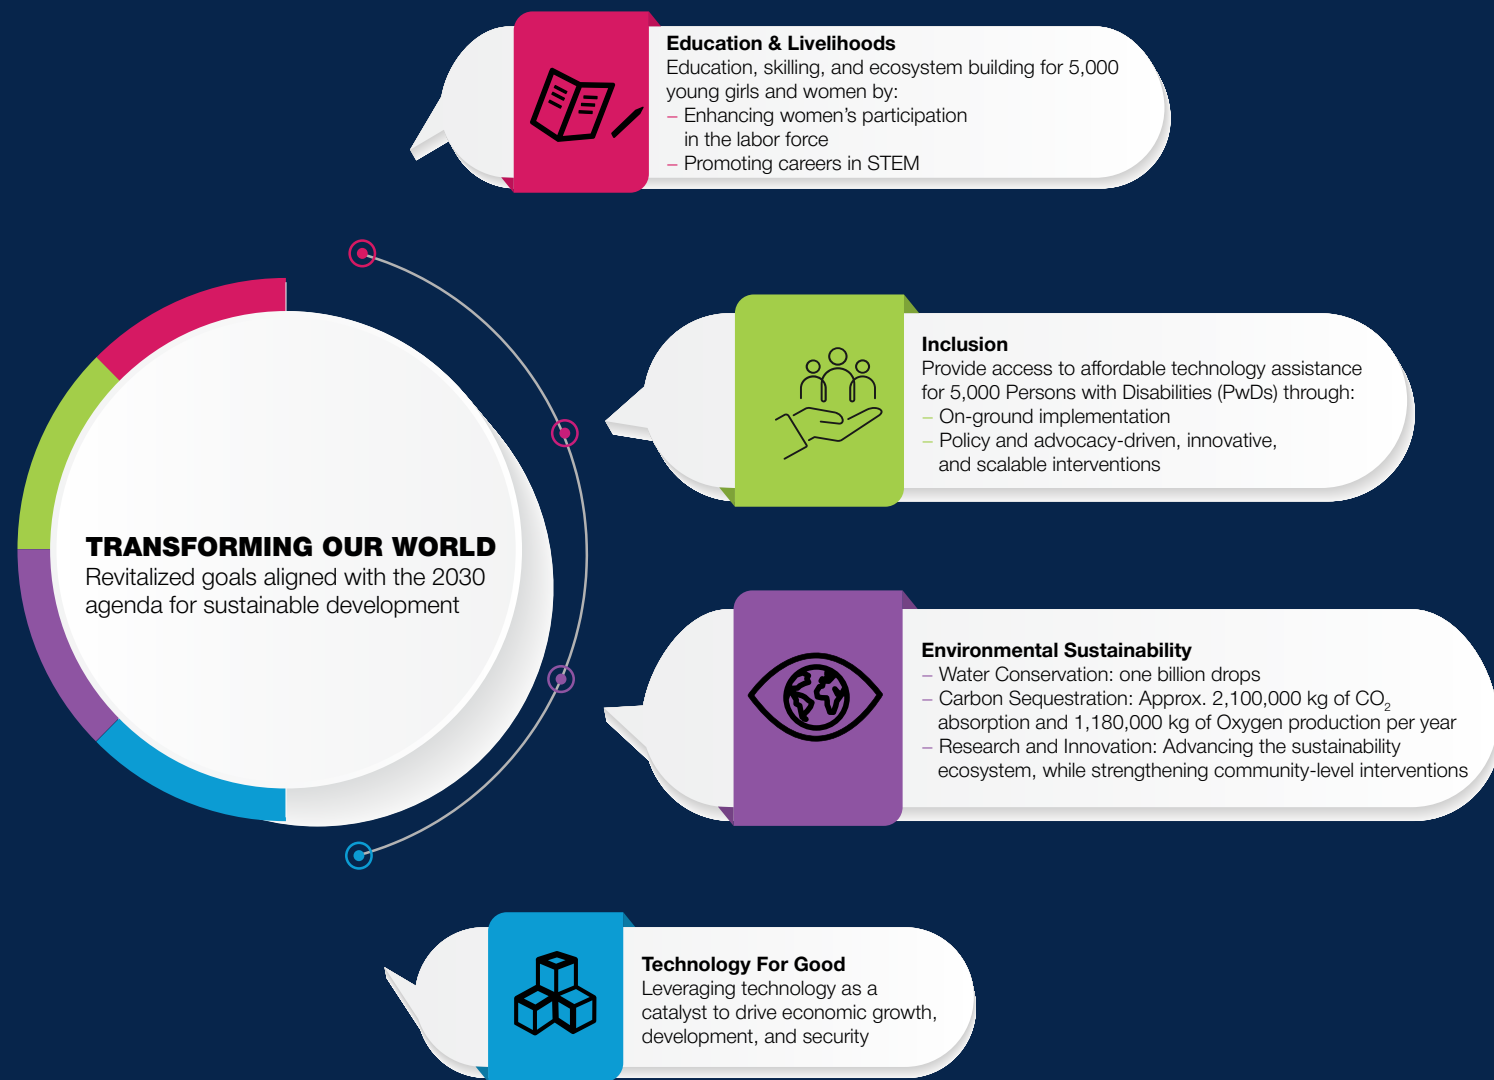 Education & Livelihoods
Education, skilling, and ecosystem building for 5,000
young girls and women by:
– Enhancing women's participation
in the labor force
– Promoting careers in STEM
Inclusion
Provide access to affordable technology assistance
for 5,000 Persons with Disabilities (PwDs) through:
– On-ground implementation
– Policy and advocacy-driven, innovative,
and scalable interventions
TRANSFORMING OUR WORLD
Revitalized goals aligned with the 2030
agenda for sustainable development
Environmental Sustainability
– Water Conservation: one billion drops
– Carbon Sequestration: Approx. 2,100,000 kg of CO₂
absorption and 1,180,000 kg of Oxygen production per year
– Research and Innovation: Advancing the sustainability
ecosystem, while strengthening community-level interventions
Technology For Good
Leveraging technology as a
catalyst to drive economic growth,
development, and security